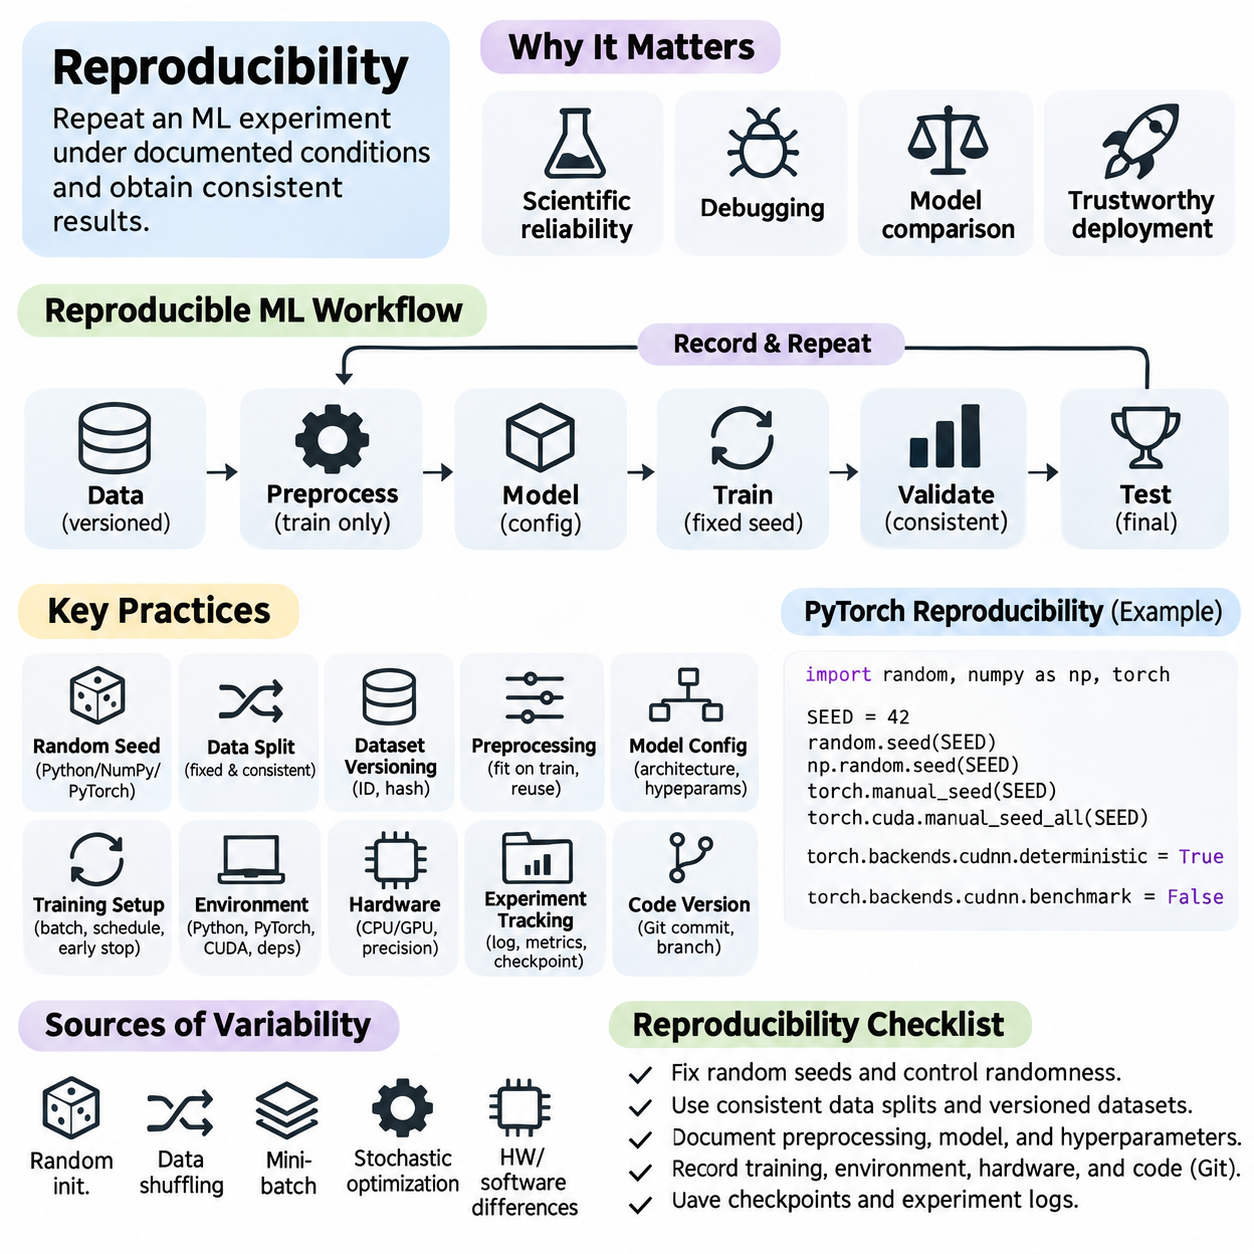 Reproducibility
Repeat an ML experiment
under documented conditions
and obtain consistent
results.
Why It Matters
Scientific
reliability
Debugging
Model
comparison
Trustworthy
deployment
Reproducible ML Workflow
Record & Repeat
Data
(versioned)
Preprocess
(train only)
Model
(config)
Train
(fixed seed)
Validate
(consistent)
Test
(final)
Key Practices
Random Seed
(Python/NumPy/
PyTorch)
Data Split
(fixed & consistent)
Dataset
Versioning
(ID, hash)
Preprocessing
(fit on train,
reuse)
Model Config
(architecture,
hypeparams)
Training Setup
(batch, schedule,
early stop)
Environment
(Python, PyTorch,
CUDA, deps)
Hardware
(CPU/GPU,
precision)
Experiment
Tracking
(log, metrics,
checkpoint)
Code Version
(Git commit,
branch)
PyTorch Reproducibility (Example)
import random, numpy as np, torch
SEED = 42
random.seed(SEED)
np.random.seed(SEED)
torch.manual_seed(SEED)
torch.cuda.manual_seed_all(SEED)
torch.backends.cudnn.deterministic = True
torch.backends.cudnn.benchmark = False
Sources of Variability
Random
init.
Data
shuffling
Mini-
batch
Stochastic
optimization
HW/
software
differences
Reproducibility Checklist
Fix random seeds and control randomness.
Use consistent data splits and versioned datasets.
Document preprocessing, model, and hyperparameters.
Record training, environment, hardware, and code (Git).
Uave checkpoints and experiment logs.